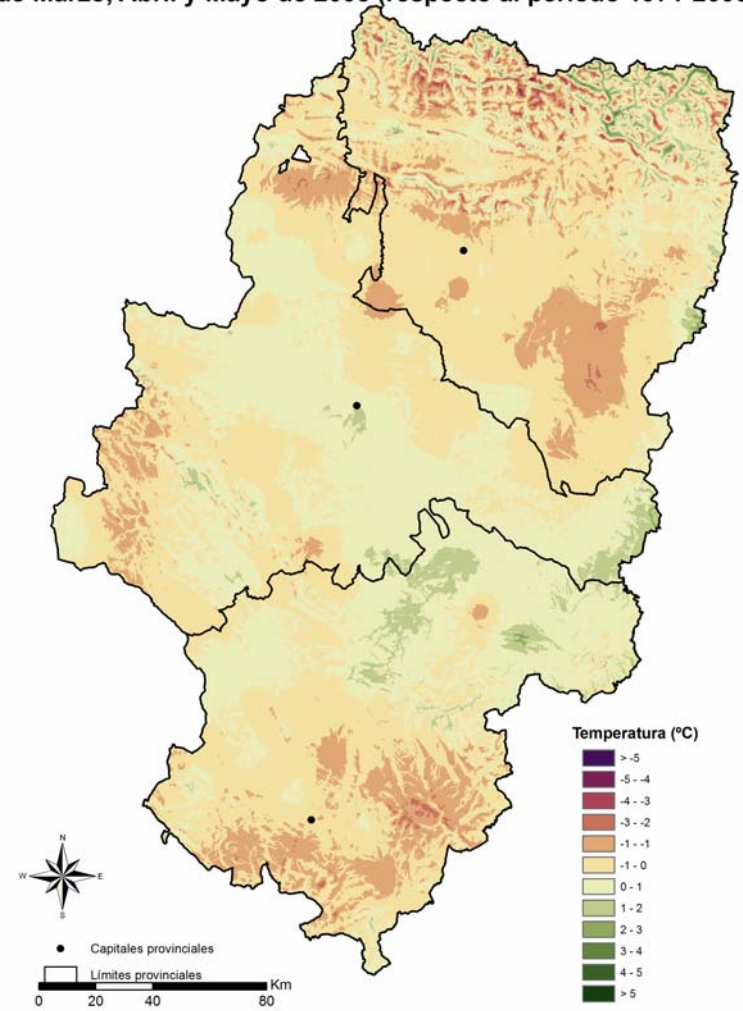 Marzo, Abril y Mayo de
Temperatura (ºC)
> -5
-5 - -4
-4 - -3
-3 - -2
-1 - -1
-1 - 0
0 - 1
1 - 2
2 - 3
3 - 4
4 - 5
> 5
N
W E
S
Capitales provinciales
Límites provinciales
Km
0 20 40 80